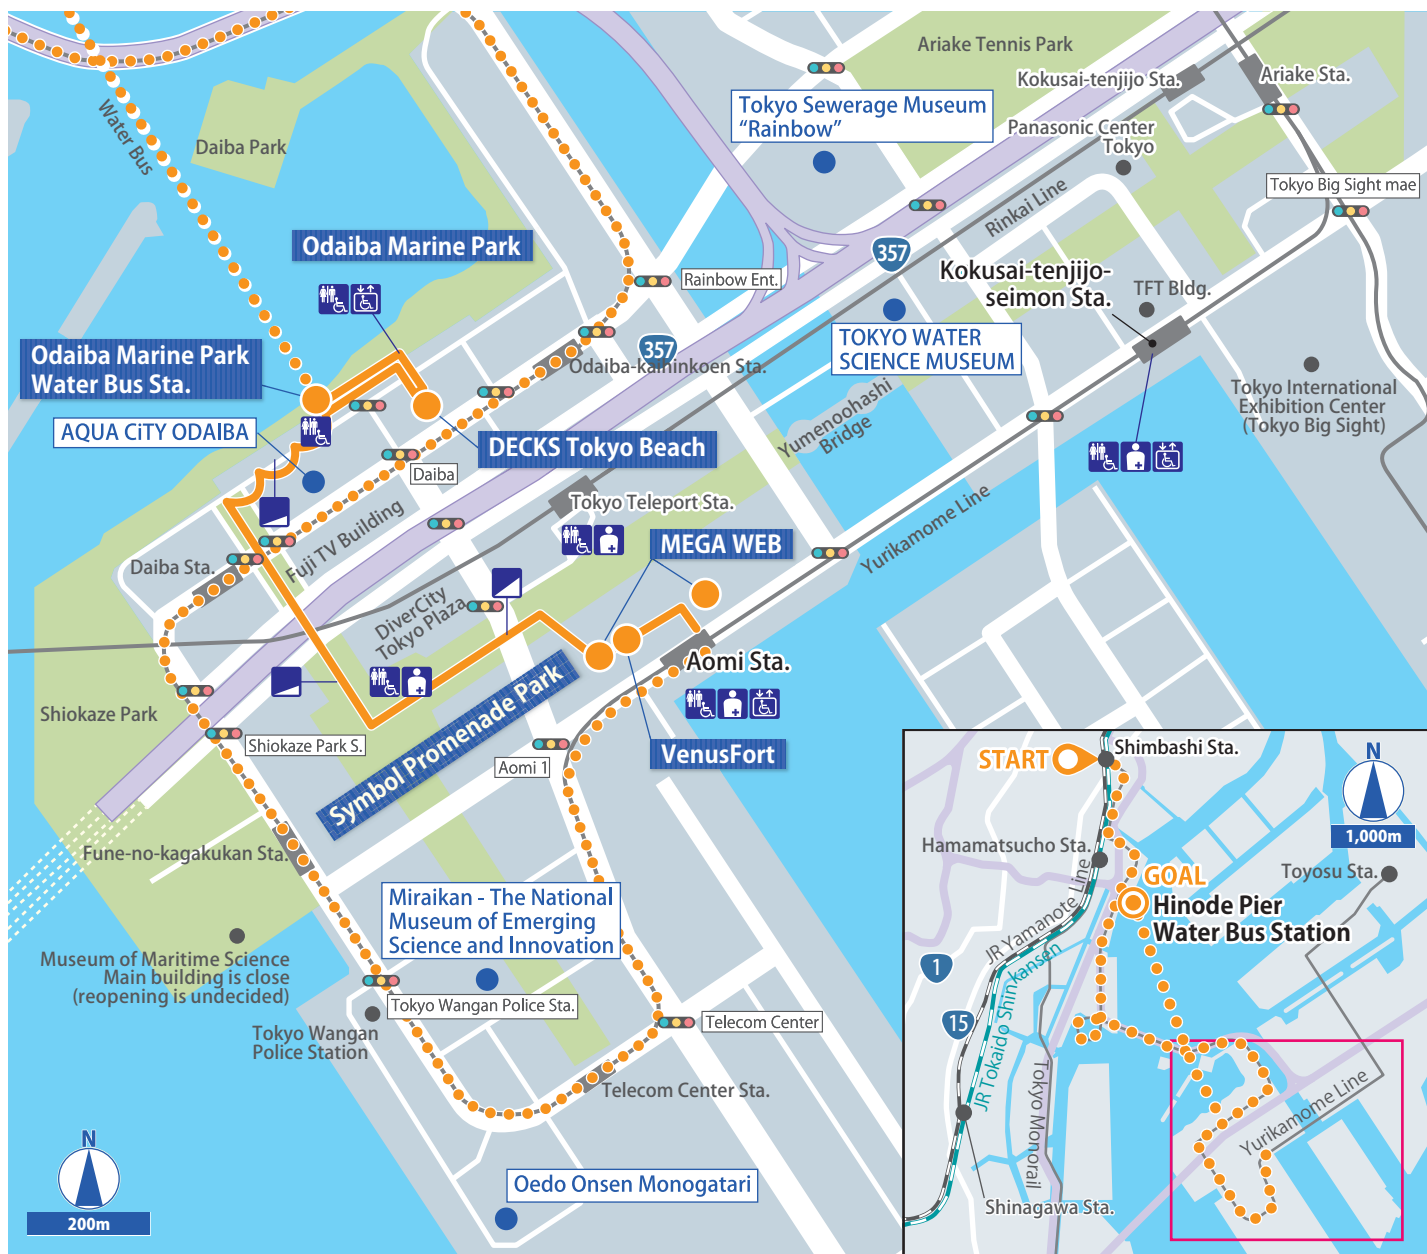 Ariake Tennis Park
Kokusai-tenjijo Sta.
Ariake Sta.
Tokyo Sewerage Museum
“Rainbow”
Panasonic Center
Tokyo
Water Bus
Daiba Park
Rinkai Line
Tokyo Big Sight mae
Odaiba Marine Park
357
Kokusai-tenjijo-
seimon Sta.
Rainbow Ent.
TFT Bldg.
Odaiba Marine Park
Water Bus Sta.
357
Odaiba-kaihinkoen Sta.
TOKYO WATER
SCIENCE MUSEUM
Tokyo International
Exhibition Center
(Tokyo Big Sight)
Yumenoohashi
Bridge
AQUA CiTY ODAIBA
DECKS Tokyo Beach
Daiba
Tokyo Teleport Sta.
Yurikamome Line
Fuji TV Building
MEGA WEB
Daiba Sta.
DiverCity
Tokyo Plaza
Aomi Sta.
Symbol Promenade Park
Shiokaze Park
Shiokaze Park S.
VenusFort
Aomi 1
Fune-no-kagakukan Sta.
Miraikan - The National
Museum of Emerging
Science and Innovation
Museum of Maritime Science
Main building is close
(reopening is undecided)
Tokyo Wangan Police Sta.
Tokyo Wangan
Police Station
Telecom Center
Telecom Center Sta.
Oedo Onsen Monogatari
N
200m
START
Shimbashi Sta.
N
1,000m
Hamamatsucho Sta.
Toyosu Sta.
GOAL
Hinode Pier
Water Bus Station
JR Yamanote Line
JR Tokaido Shinkansen
1
15
Tokyo Monorail
Yurikamome Line
Shinagawa Sta.